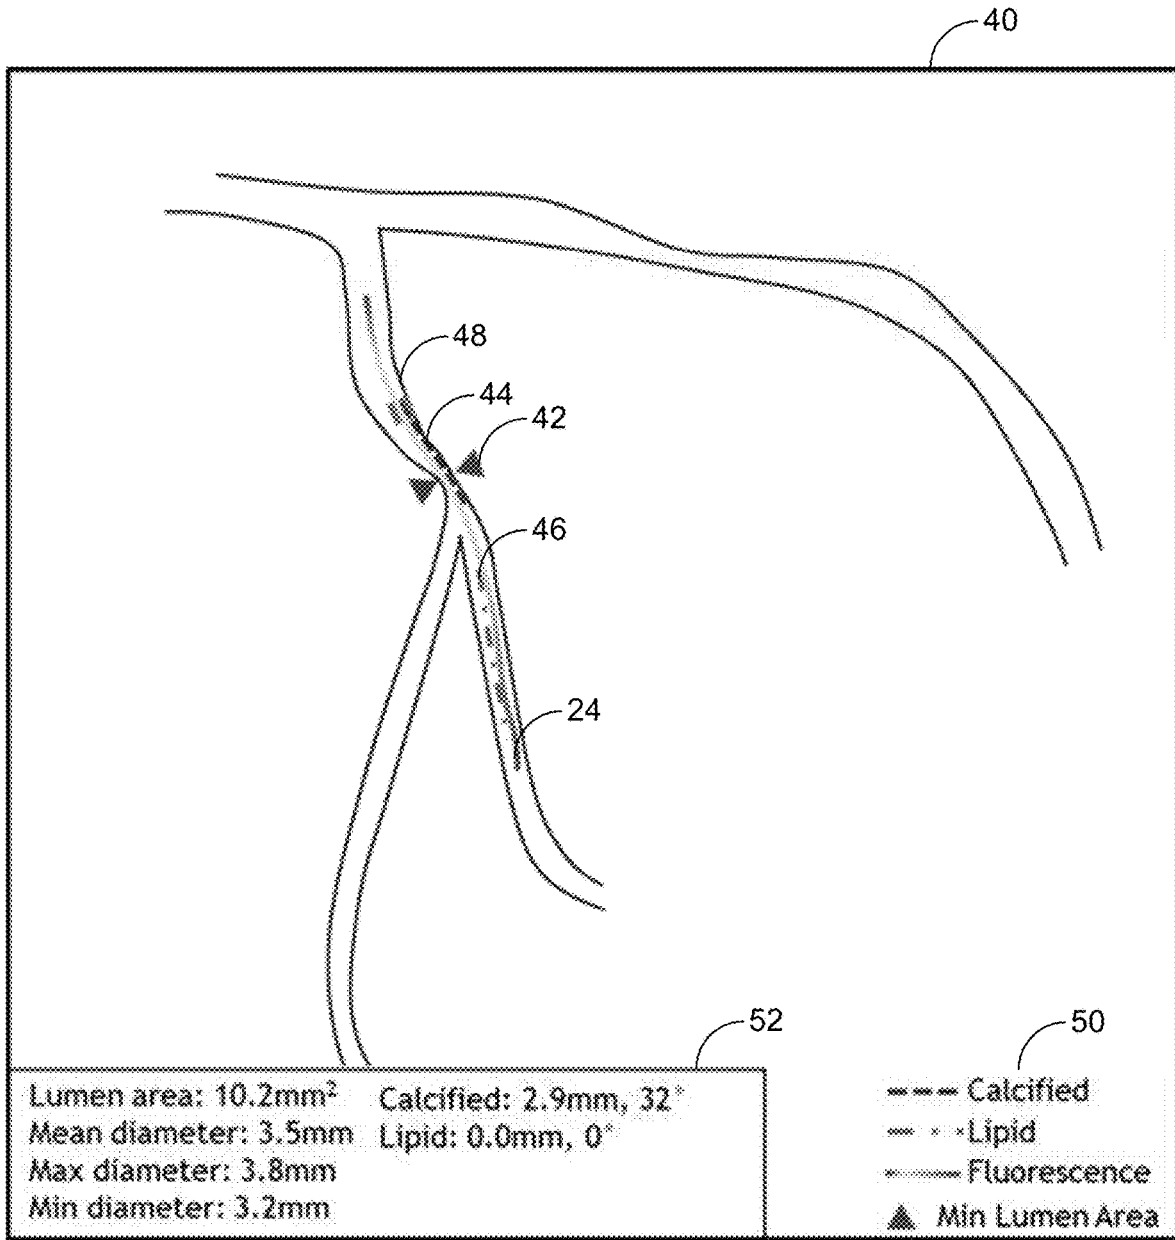 40
48
44
42
46
24
52
50
Lumen area: 10.2mm²
Mean diameter: 3.5mm
Max diameter: 3.8mm
Min diameter: 3.2mm
Calcified: 2.9mm, 32°
Lipid: 0.0mm, 0°
Calcified
Lipid
Fluorescence
Min Lumen Area